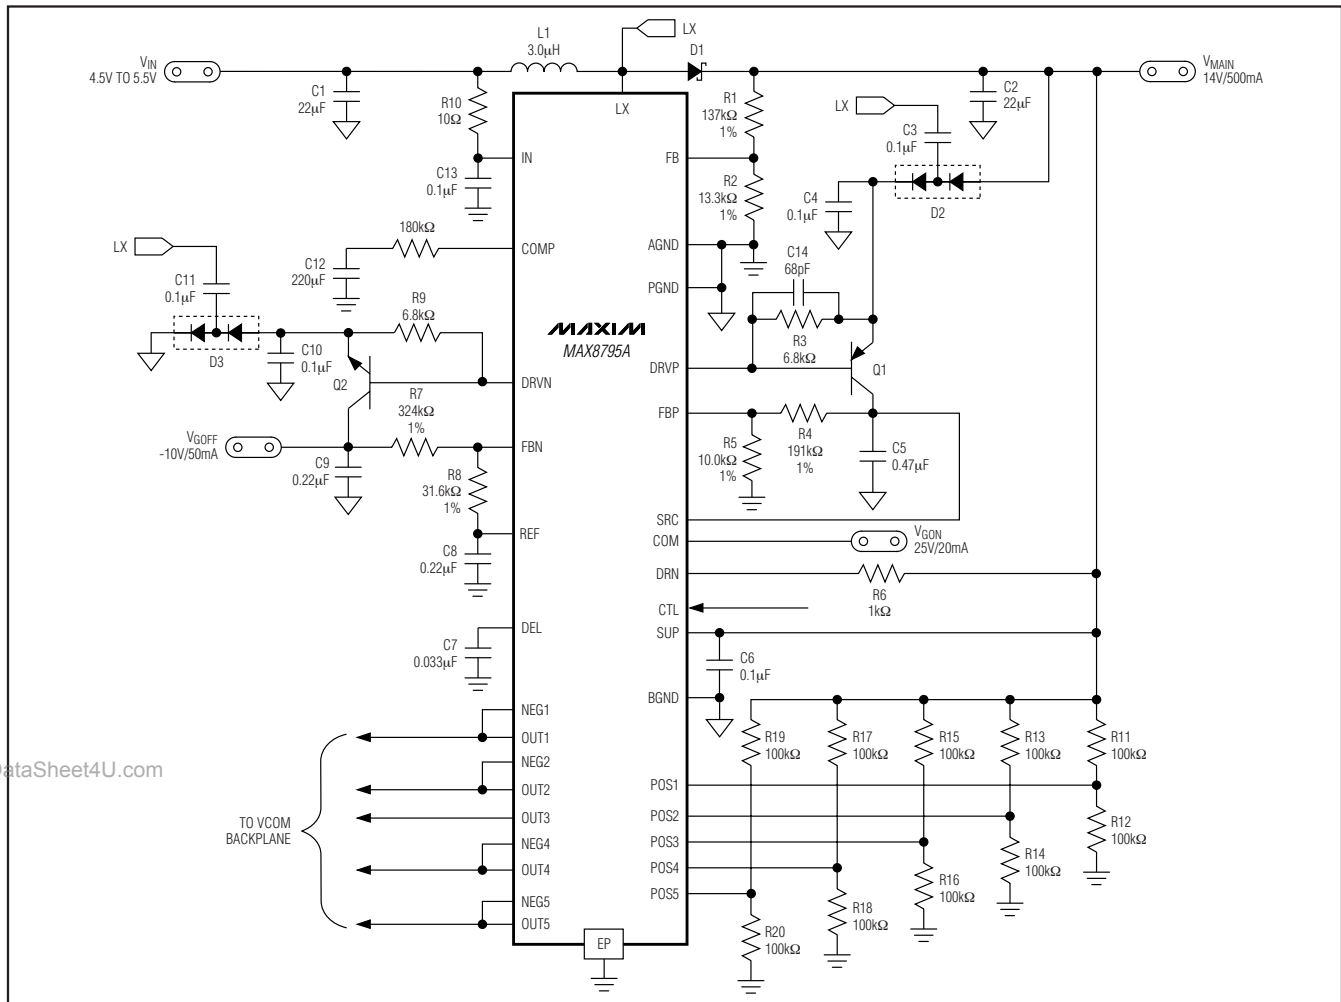 L1
3.0µH
LX
D1
VIN
4.5V TO 5.5V
VMAIN
14V/500mA
C1
22µF
R10
10Ω
LX
R1
137kΩ
1%
LX
C2
22µF
C3
0.1µF
IN
FB
C13
0.1µF
R2
13.3kΩ
1%
C4
0.1µF
D2
180kΩ
COMP
AGND
LX
C12
220µF
C14
68pF
C11
0.1µF
PGND
R9
6.8kΩ
MAXIM
MAX8795A
R3
6.8kΩ
D3
C10
0.1µF
Q2
DRVN
DRVP
Q1
R7
324kΩ
1%
FBP
R4
191kΩ
1%
VGOFF
-10V/50mA
FBN
R5
10.0kΩ
1%
C5
0.47µF
C9
0.22µF
R8
31.6kΩ
1%
SRC
REF
COM
VGON
25V/20mA
C8
0.22µF
DRN
R6
1kΩ
CTL
DEL
SUP
C7
0.033µF
C6
0.1µF
BGND
NEG1
OUT1
R19
100kΩ
R17
100kΩ
R15
100kΩ
R13
100kΩ
R11
100kΩ
NEG2
DataSheet4U.com
POS1
OUT2
TO VCOM
BACKPLANE
OUT3
POS2
R12
100kΩ
NEG4
POS3
R14
100kΩ
OUT4
POS4
R16
100kΩ
NEG5
POS5
R18
100kΩ
OUT5
R20
100kΩ
EP